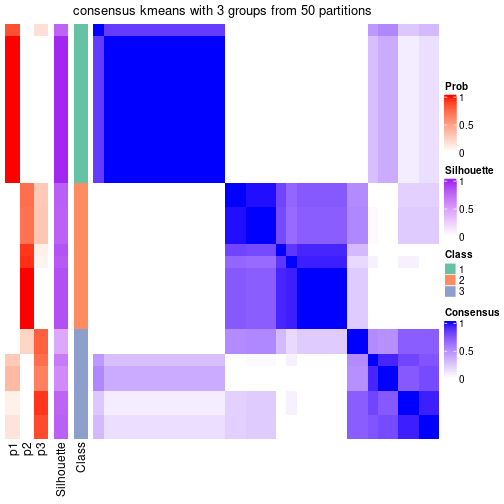 consensus kmeans with 3 groups from 50 partitions
Prob
1
0.5
0
Silhouette
1
0.5
0
Class
1
2
3
Consensus
1
0.5
0
p1
p2
p3
Silhouette
Class